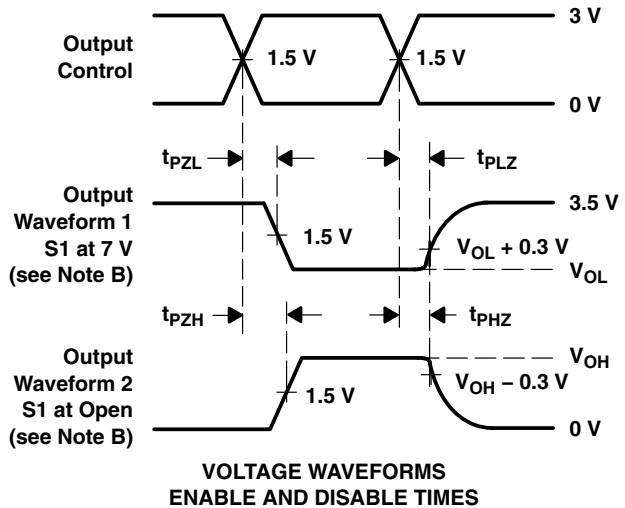 Output
Control
3 V
1.5 V
1.5 V
0 V
tPZL
tPLZ
Output
Waveform 1
S1 at 7 V
(see Note B)
3.5 V
1.5 V
VOL + 0.3 V
VOL
tPZH
tPHZ
Output
Waveform 2
S1 at Open
(see Note B)
VOH
1.5 V
VOH − 0.3 V
0 V
VOLTAGE WAVEFORMS
ENABLE AND DISABLE TIMES